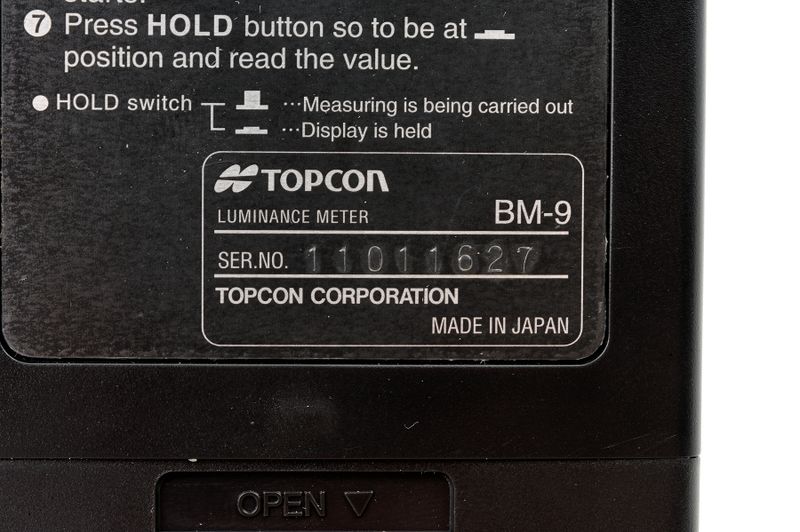 7 Press HOLD button so to be at
position and read the value.
● HOLD switch ···Measuring is being carried out
···Display is held
TOPCON
LUMINANCE METER BM-9
SER.NO. 11011627
TOPCON CORPORATION
MADE IN JAPAN
OPEN ▽